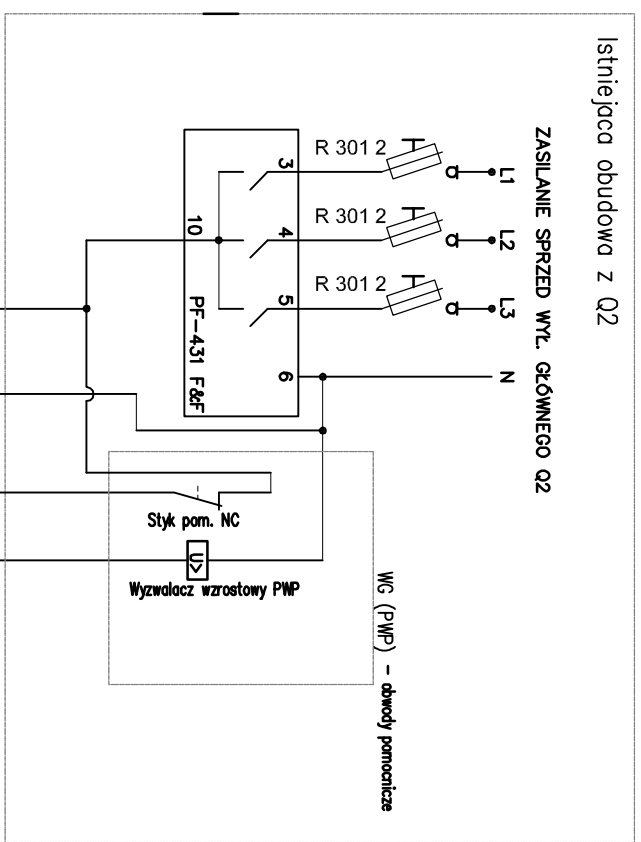 Istniejaca obudowa z Q2
ZASILANIE SPRZED WYŁ. GŁÓWNEGO Q2
L1
L2
L3
N
R 301 2
R 301 2
R 301 2
3
4
5
6
10
PF-431 F&F
Styk pom. NC
U>
Wyzwalacz wzrostowy PWP
WG (PWP) - obwody pomocnicze